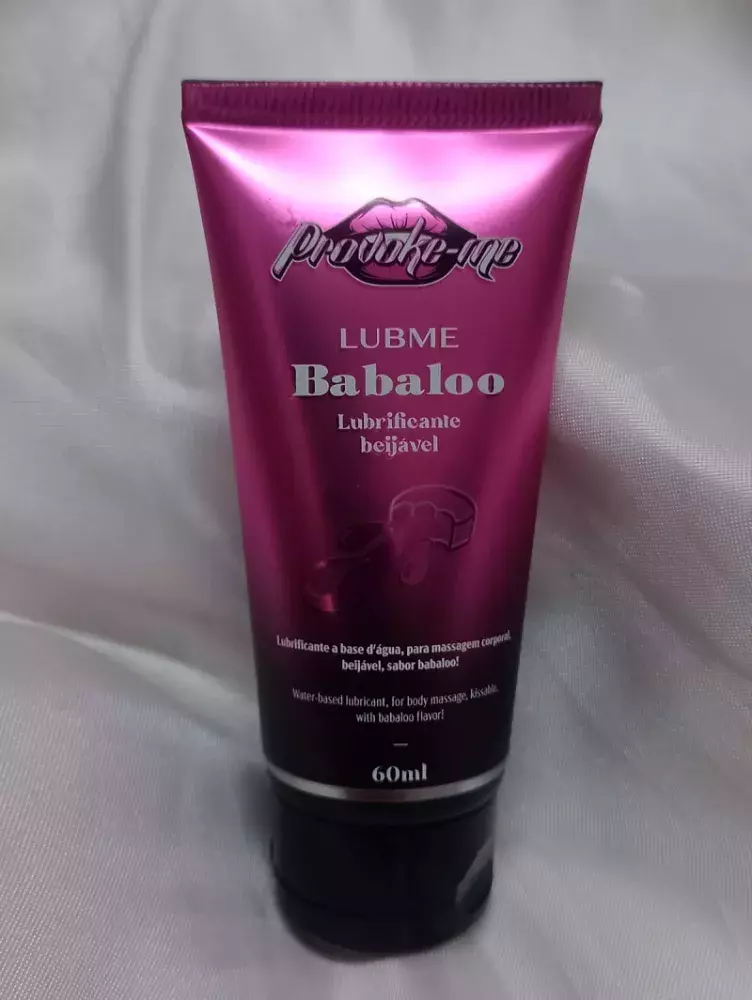 Provoke-me
LUBME
Babaloo
Lubrificante
beijável
Lubrificante a base d'água, para massagem corporal,
beijável, sabor babaloo!
Water-based lubricant, for body massage, kissable,
with babaloo flavor!
60ml